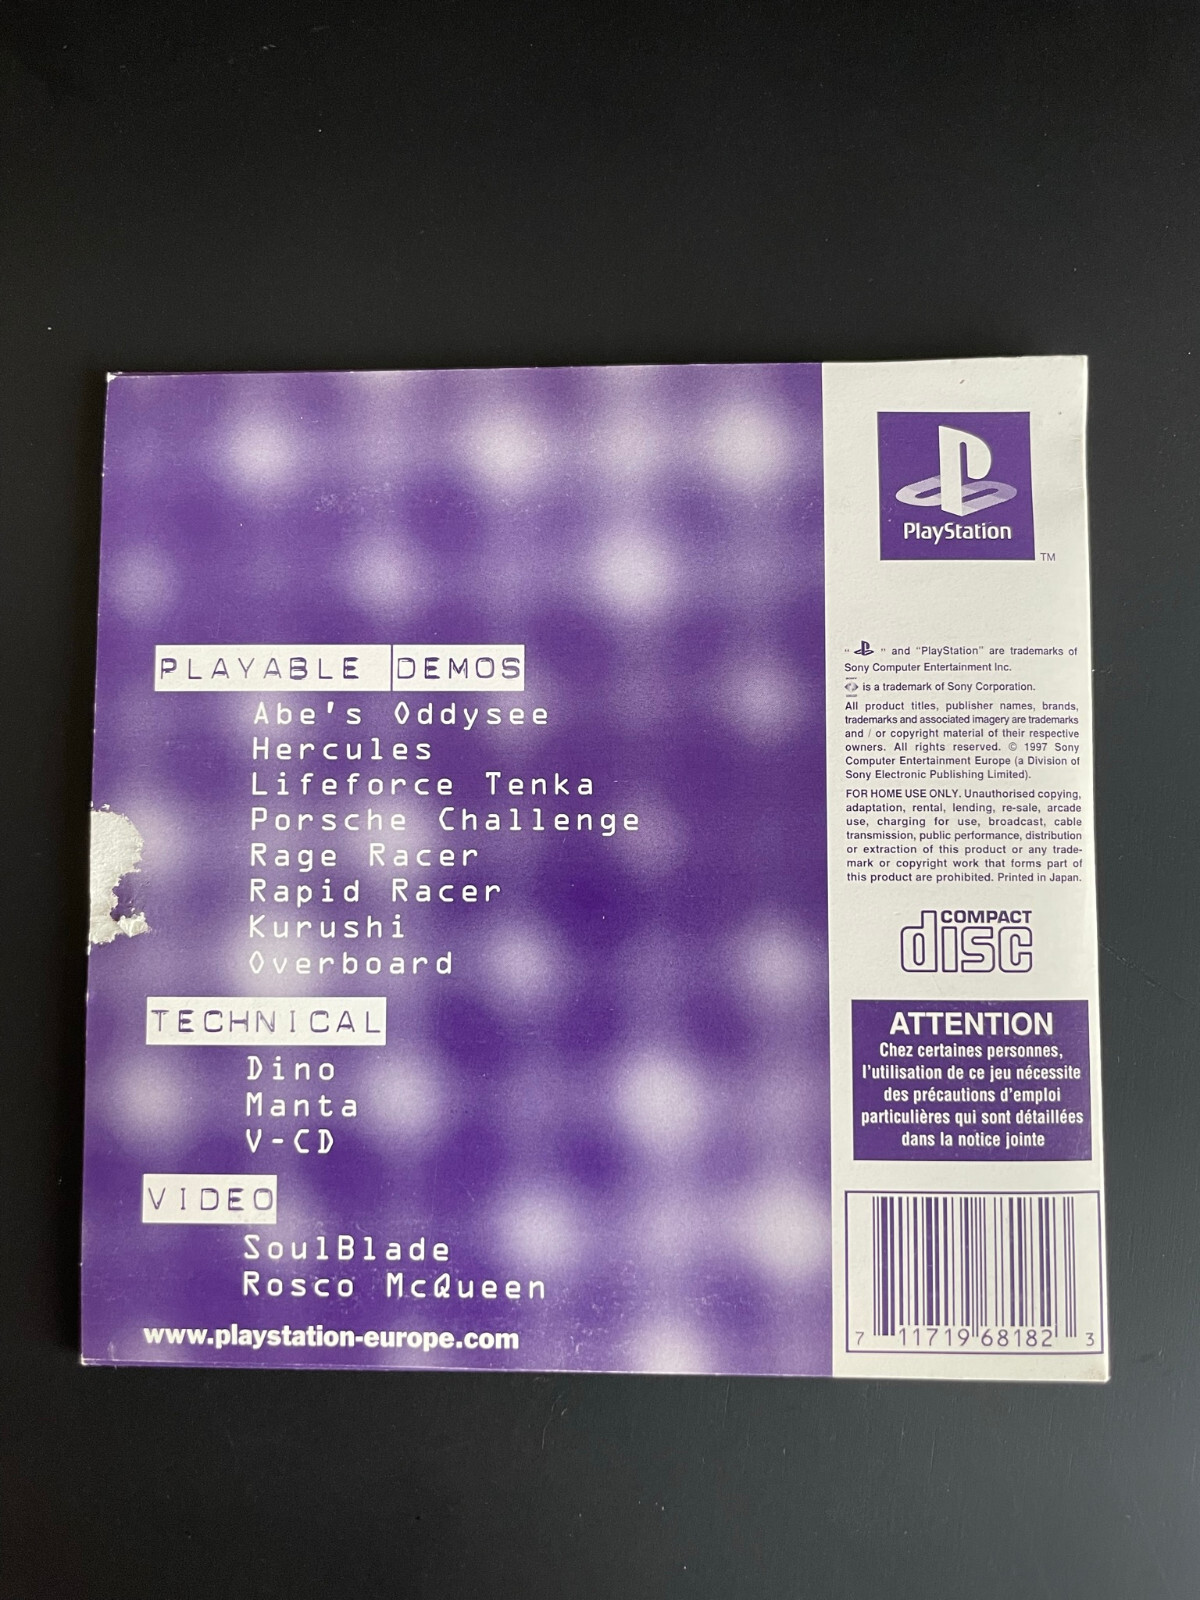 PLAYABLE DEMOS
Abe's Oddysee
Hercules
Lifeforce Tenka
Porsche Challenge
Rage Racer
Rapid Racer
Kurushi
Overboard
TECHNICAL
Dino
Manta
V-CD
VIDEO
SoulBlade
Rosco McQueen
www.playstation-europe.com
PlayStation
TM
" " and "PlayStation" are trademarks of
Sony Computer Entertainment Inc.
is a trademark of Sony Corporation.
All product titles, publisher names, brands,
trademarks and associated imagery are trademarks
and / or copyright material of their respective
owners. All rights reserved. © 1997 Sony
Computer Entertainment Europe (a Division of
Sony Electronic Publishing Limited).
FOR HOME USE ONLY. Unauthorised copying,
adaptation, rental, lending, re-sale, arcade
use, charging for use, broadcast, cable
transmission, public performance, distribution
or extraction of this product or any trade-
mark or copyright work that forms part of
this product are prohibited. Printed in Japan.
COMPACT
disc
ATTENTION
Chez certaines personnes,
l'utilisation de ce jeu nécessite
des précautions d'emploi
particulières qui sont détaillées
dans la notice jointe
7 11719 68182 3